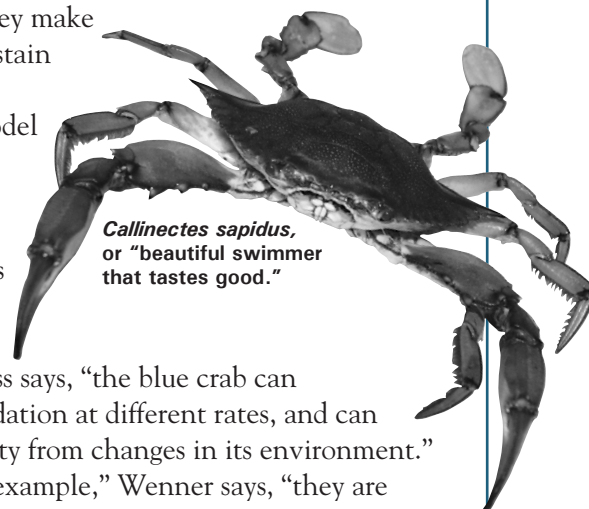 ey make
stain
odel
Callinectes sapidus,
or “beautiful swimmer
that tastes good.”
s
ss says, “the blue crab can
dation at different rates, and can
ty from changes in its environment.”
example,” Wenner says, “they are